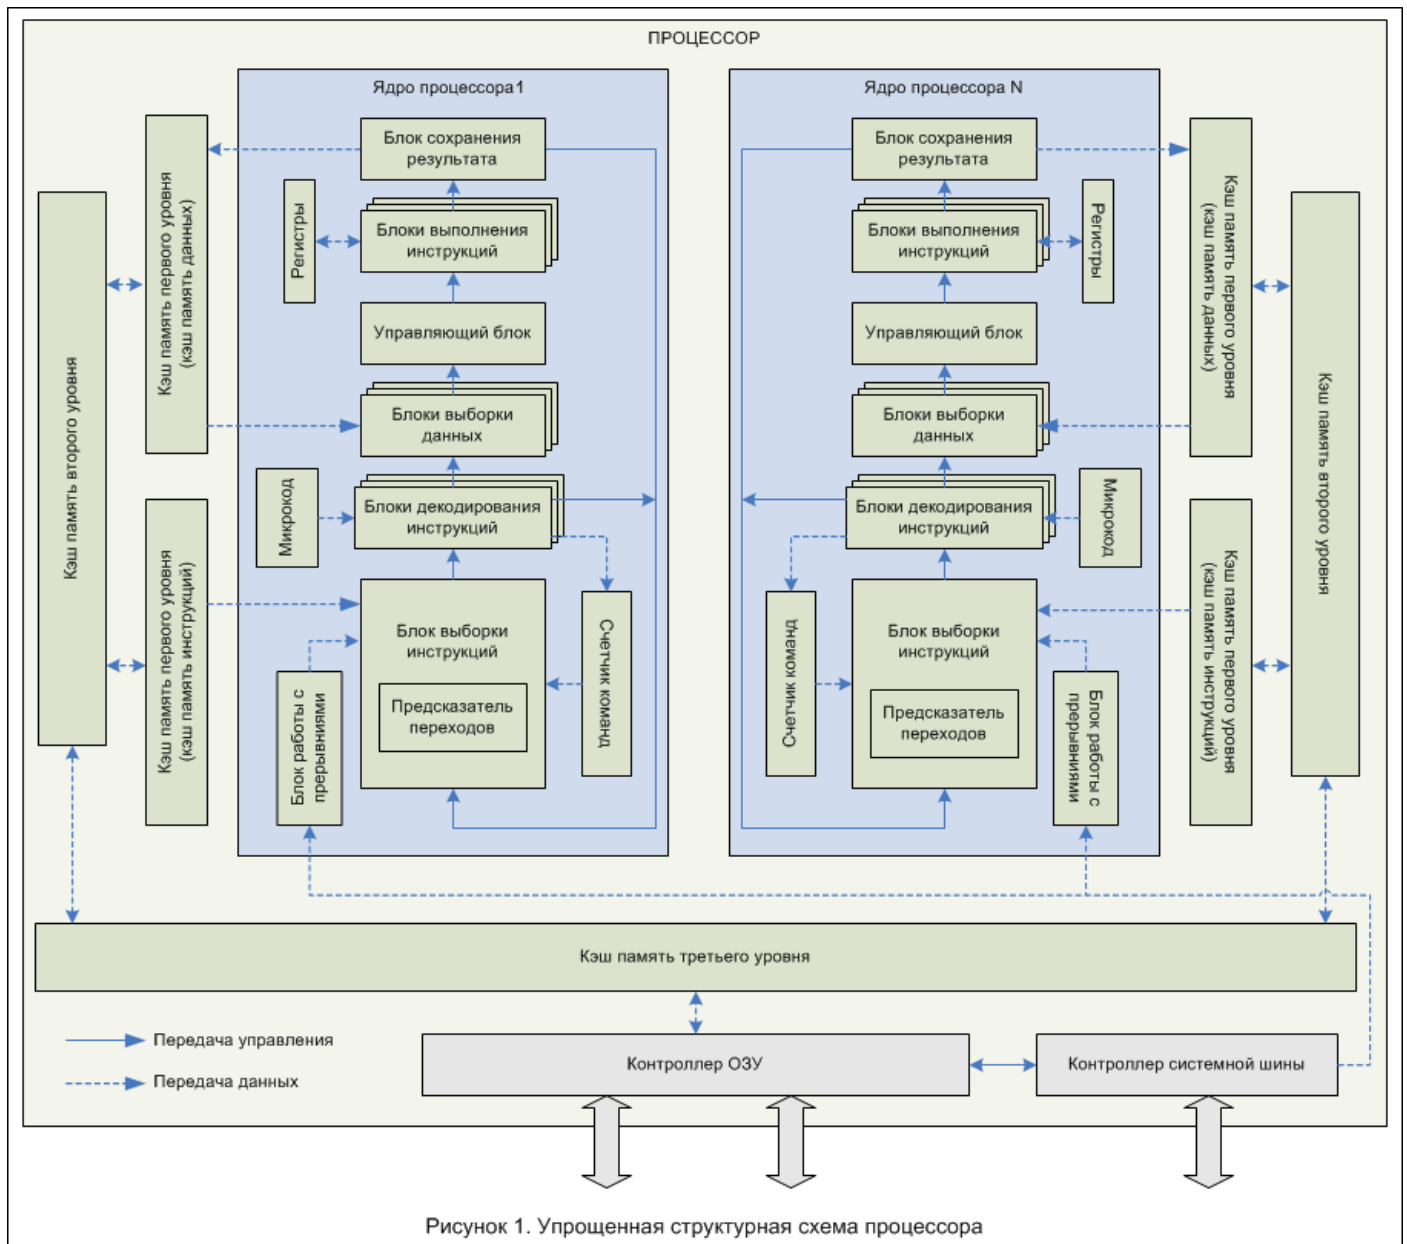 ПРОЦЕССОР
Ядро процессора1
Блок сохранения
результата
Регистры
Блоки выполнения
инструкций
Управляющий блок
Блоки выборки
данных
Микрокод
Блоки декодирования
инструкций
Блок выборки
инструкций
Предсказатель
переходов
Счетчик команд
Блок работы с
прерывниями
Кэш память первого уровня
(кэш память данных)
Кэш память второго уровня
Кэш память первого уровня
(кэш память инструкций)
Ядро процессора N
Блок сохранения
результата
Блоки выполнения
инструкций
Регистры
Управляющий блок
Блоки выборки
данных
Блоки декодирования
инструкций
Микрокод
Счетчик команд
Блок выборки
инструкций
Предсказатель
переходов
Блок работы с
прерывниями
Кэш память первого уровня
(кэш память данных)
Кэш память второго уровня
Кэш память первого уровня
(кэш память инструкций)
Кэш память третьего уровня
Передача управления
Передача данных
Контроллер ОЗУ
Контроллер системной шины
Рисунок 1. Упрощенная структурная схема процессора